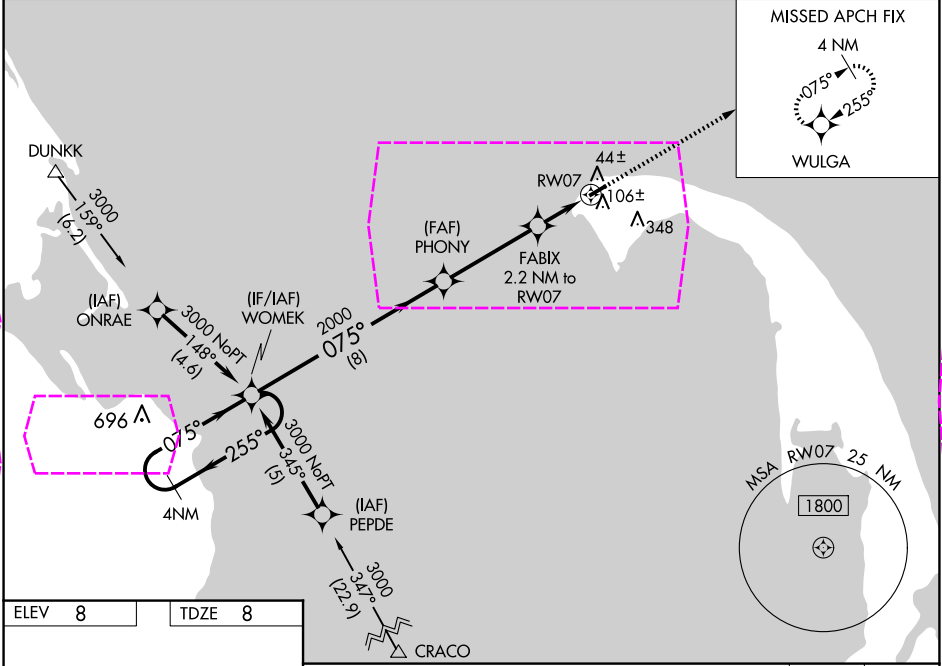 MISSED APCH FIX
4 NM
075°
255°
WULGA
DUNKK
3000
159°
(6.2)
44±
RW07
106±
348
(FAF)
PHONY
FABIX
2.2 NM to
RW07
(IAF)
ONRAE
(IF/IAF)
WOMEK
3000 NoPT
148°
(4.6)
2000
075°
(8)
696
075°
255°
4NM
3000 NoPT
345°
(5)
(IAF)
PEPDE
3000
347°
(22.9)
CRACO
MSA RW07 25 NM
1800
ELEV 8
TDZE 8